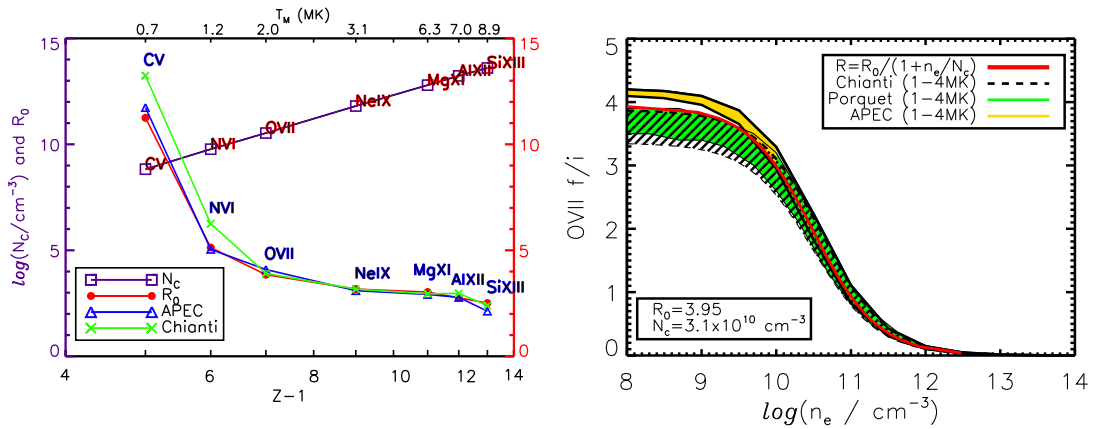 T_M (MK)
0.7 1.2 2.0 3.1 6.3 7.0 8.9
15 15
CV SiXIII
AlXII
MgXI
NeIX
OVII
10 NVI 10
CV
NVI
OVII
5 5
NeIX MgXI AlXII SiXIII
N_c
R_0
APEC
Chianti
0 0
4 6 8 10 12 14
Z-1
log(N_C/cm^-3) and R_0
5
R=R_0/(1+n_e/N_c)
Chianti (1-4MK)
Porquet (1-4MK)
APEC (1-4MK)
4
3
2
1
R_0=3.95
N_c=3.1x10^10 cm^-3
0
8 9 10 11 12 13 14
log(n_e / cm^-3)
OVII f/i